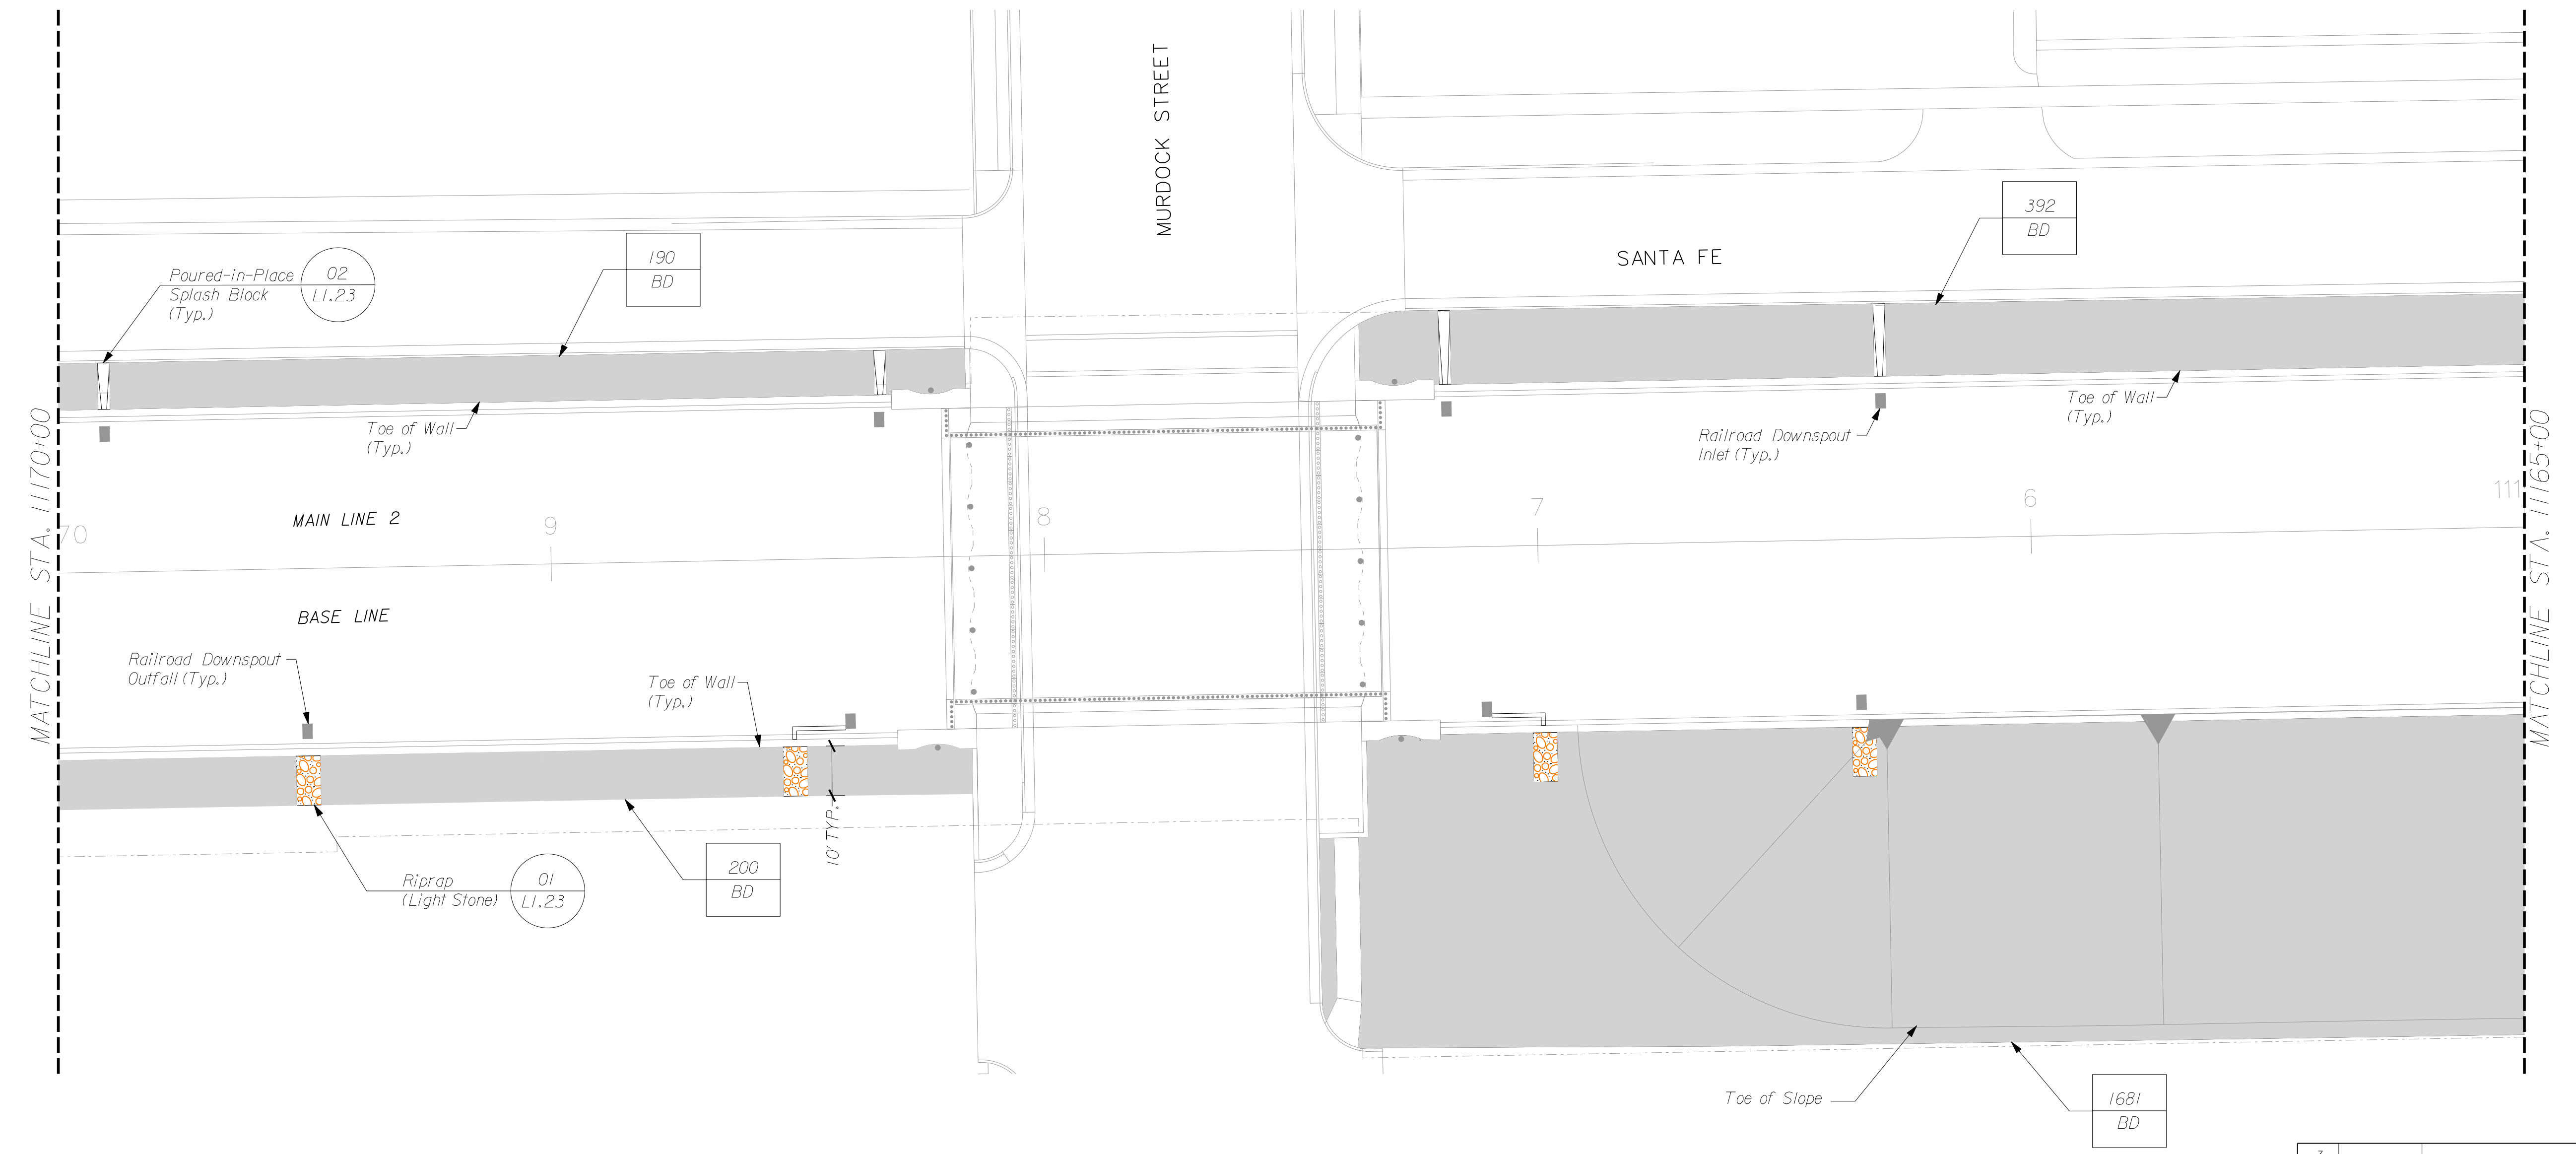 MURDOCK STREET
392
BD
SANTA FE
190
BD
Poured-in-Place
Splash Block
(Typ.)
02
L1.23
Toe of Wall
(Typ.)
Toe of Wall
(Typ.)
Railroad Downspout
Inlet (Typ.)
MATCHLINE STA. 11170+00
MATCHLINE STA. 11165+00
MAIN LINE 2
70
9
8
7
6
111
BASE LINE
Railroad Downspout
Outfall (Typ.)
Toe of Wall
(Typ.)
10' TYP.
Riprap
(Light Stone)
01
L1.23
200
BD
Toe of Slope
1681
BD